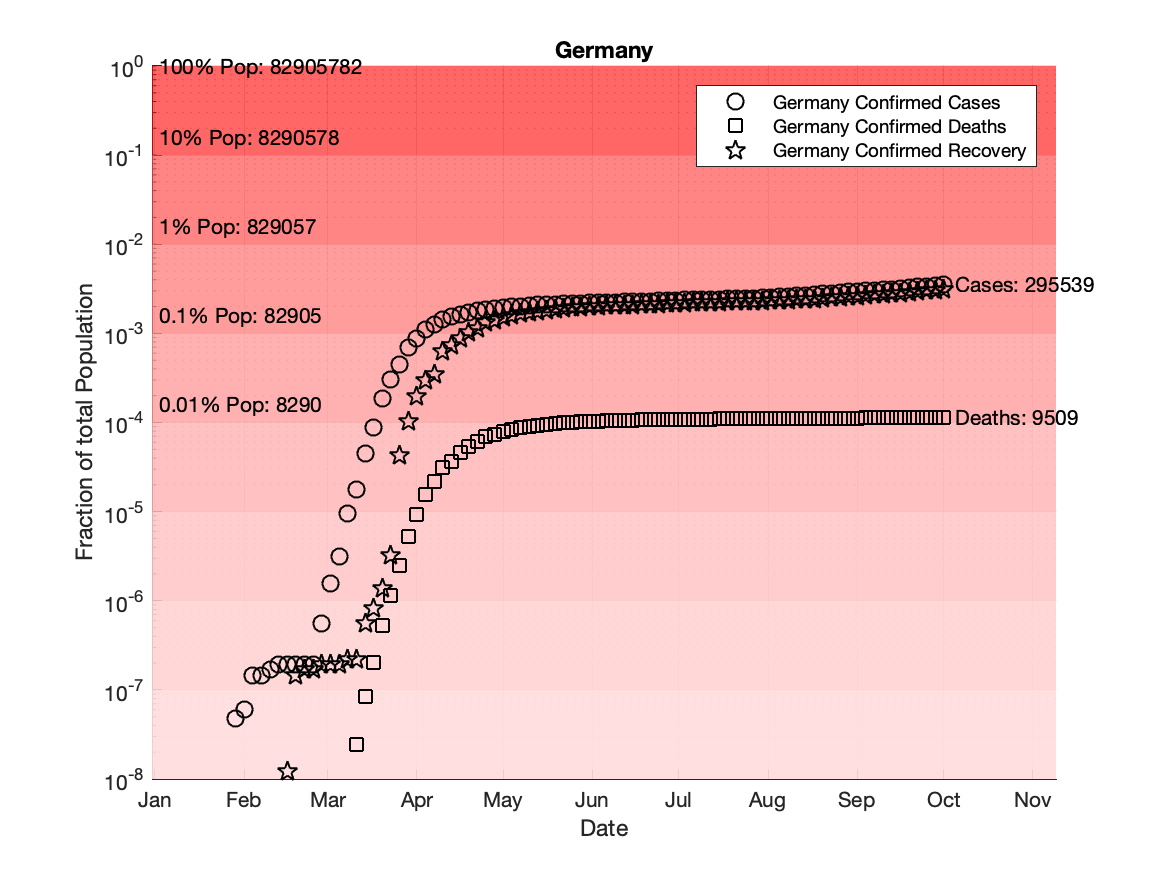 Germany
10^0
100% Pop: 82905782
Germany Confirmed Cases
Germany Confirmed Deaths
Germany Confirmed Recovery
10% Pop: 8290578
10^-1
1% Pop: 829057
10^-2
Cases: 295539
0.1% Pop: 82905
10^-3
0.01% Pop: 8290
10^-4
Deaths: 9509
10^-5
10^-6
10^-7
10^-8
Fraction of total Population
Jan Feb Mar Apr May Jun Jul Aug Sep Oct Nov
Date